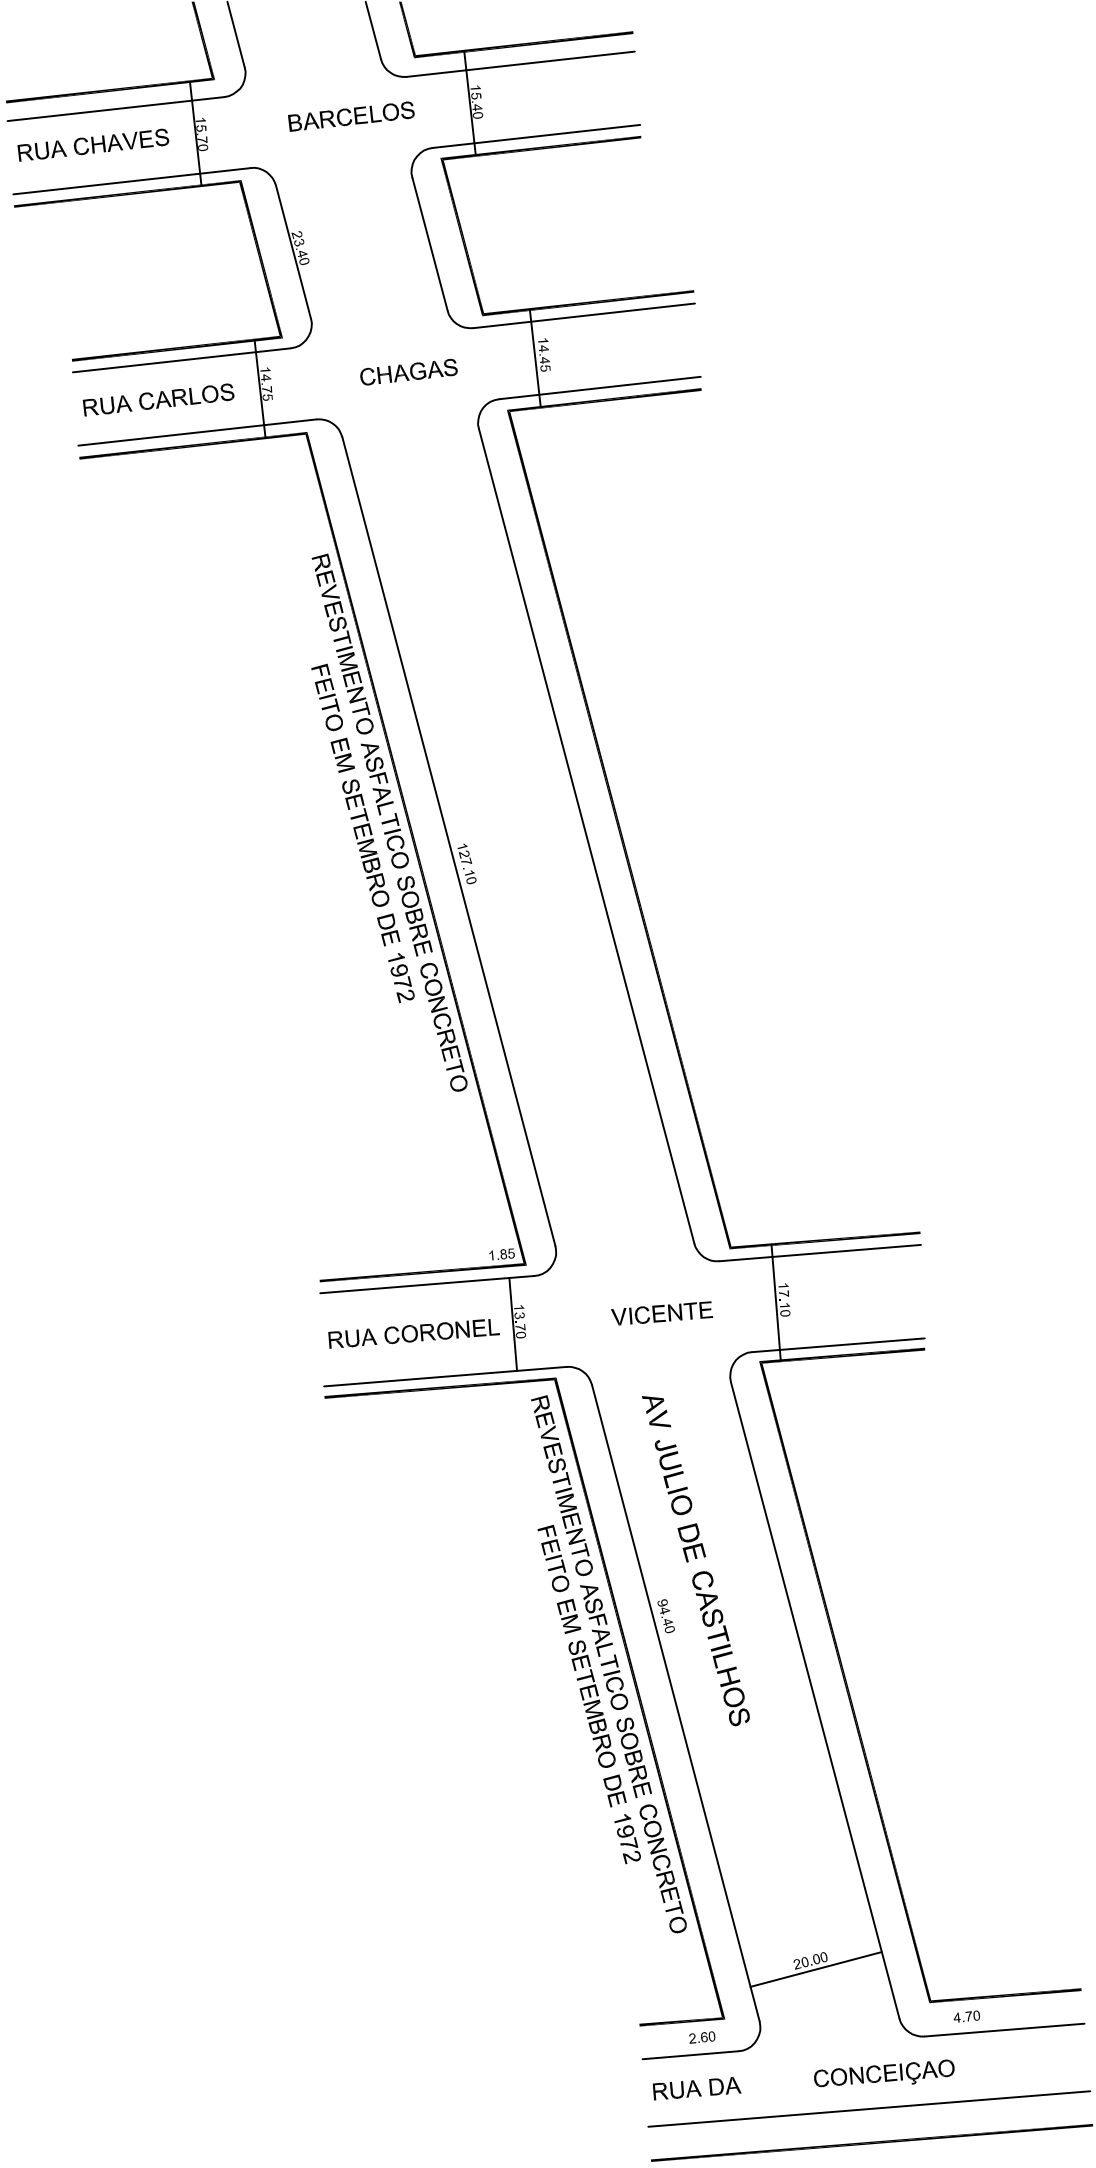 15.40
BARCELOS
RUA CHAVES
15.70
23.40
14.45
CHAGAS
14.75
RUA CARLOS
REVESTIMENTO ASFALTICO SOBRE CONCRETO
FEITO EM SETEMBRO DE 1972
127.10
1.85
17.10
VICENTE
13.70
RUA CORONEL
AV JULIO DE CASTILHOS
REVESTIMENTO ASFALTICO SOBRE CONCRETO
FEITO EM SETEMBRO DE 1972
94.40
20.00
4.70
2.60
CONCEIÇAO
RUA DA